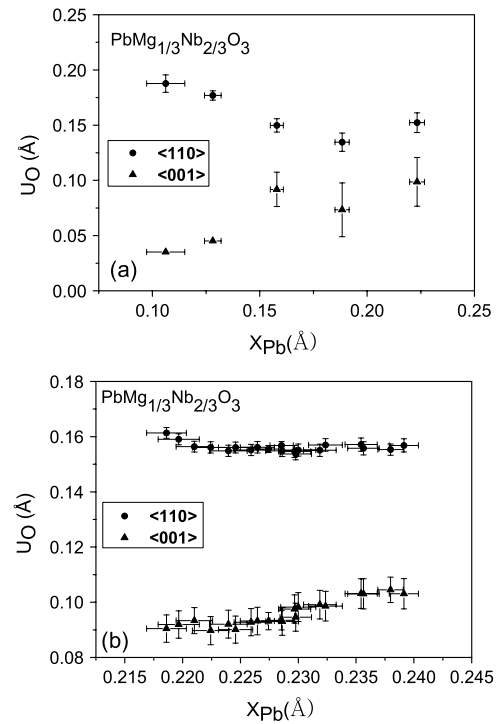 0.25
PbMg1/3Nb2/3O3
0.20
0.15
<110>
<001>
UO (Å)
0.10
0.05
(a)
0.00
0.10 0.15 0.20 0.25
XPb(Å)
0.18
PbMg1/3Nb2/3O3
0.16
0.14
<110>
<001>
UO (Å)
0.12
0.10
(b)
0.08
0.215 0.220 0.225 0.230 0.235 0.240 0.245
XPb(Å)